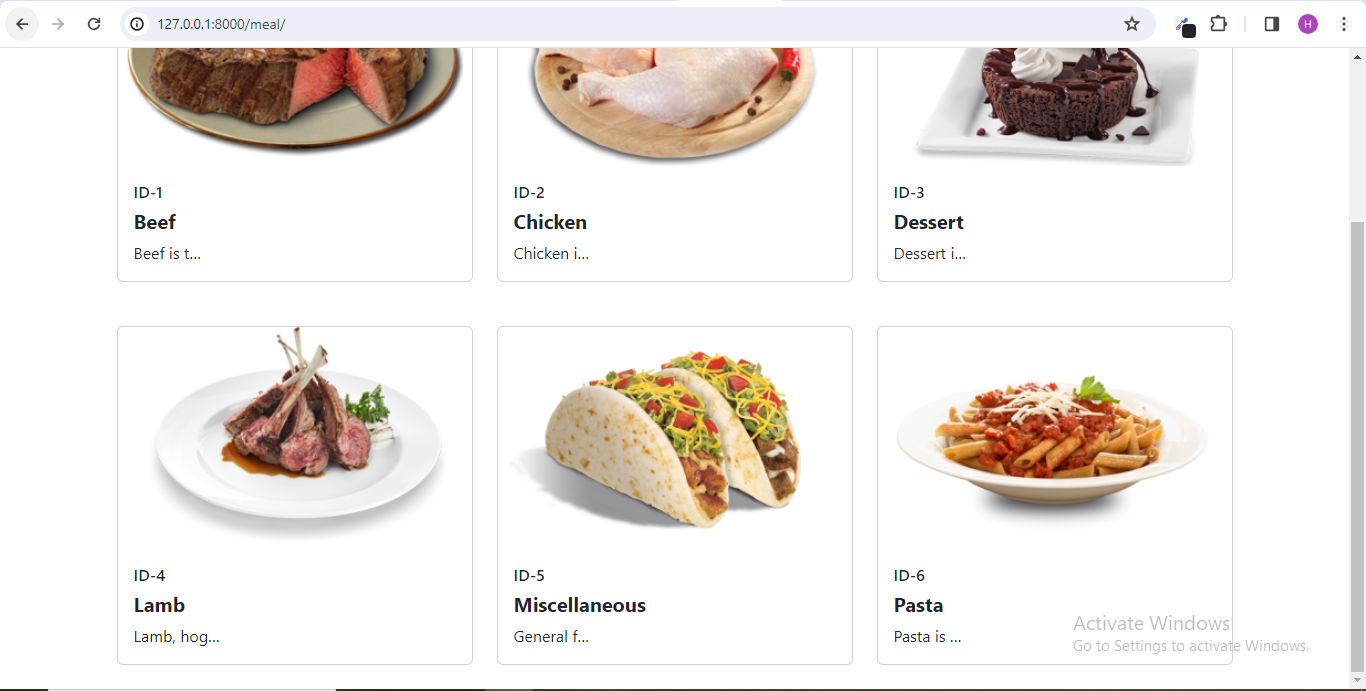 127.0.0.1:8000/meal/
H
ID-1
Beef
Beef is t...
ID-2
Chicken
Chicken i...
ID-3
Dessert
Dessert i...
ID-4
Lamb
Lamb, hog...
ID-5
Miscellaneous
General f...
ID-6
Pasta
Pasta is ...
Activate Windows
Go to Settings to activate Windows.